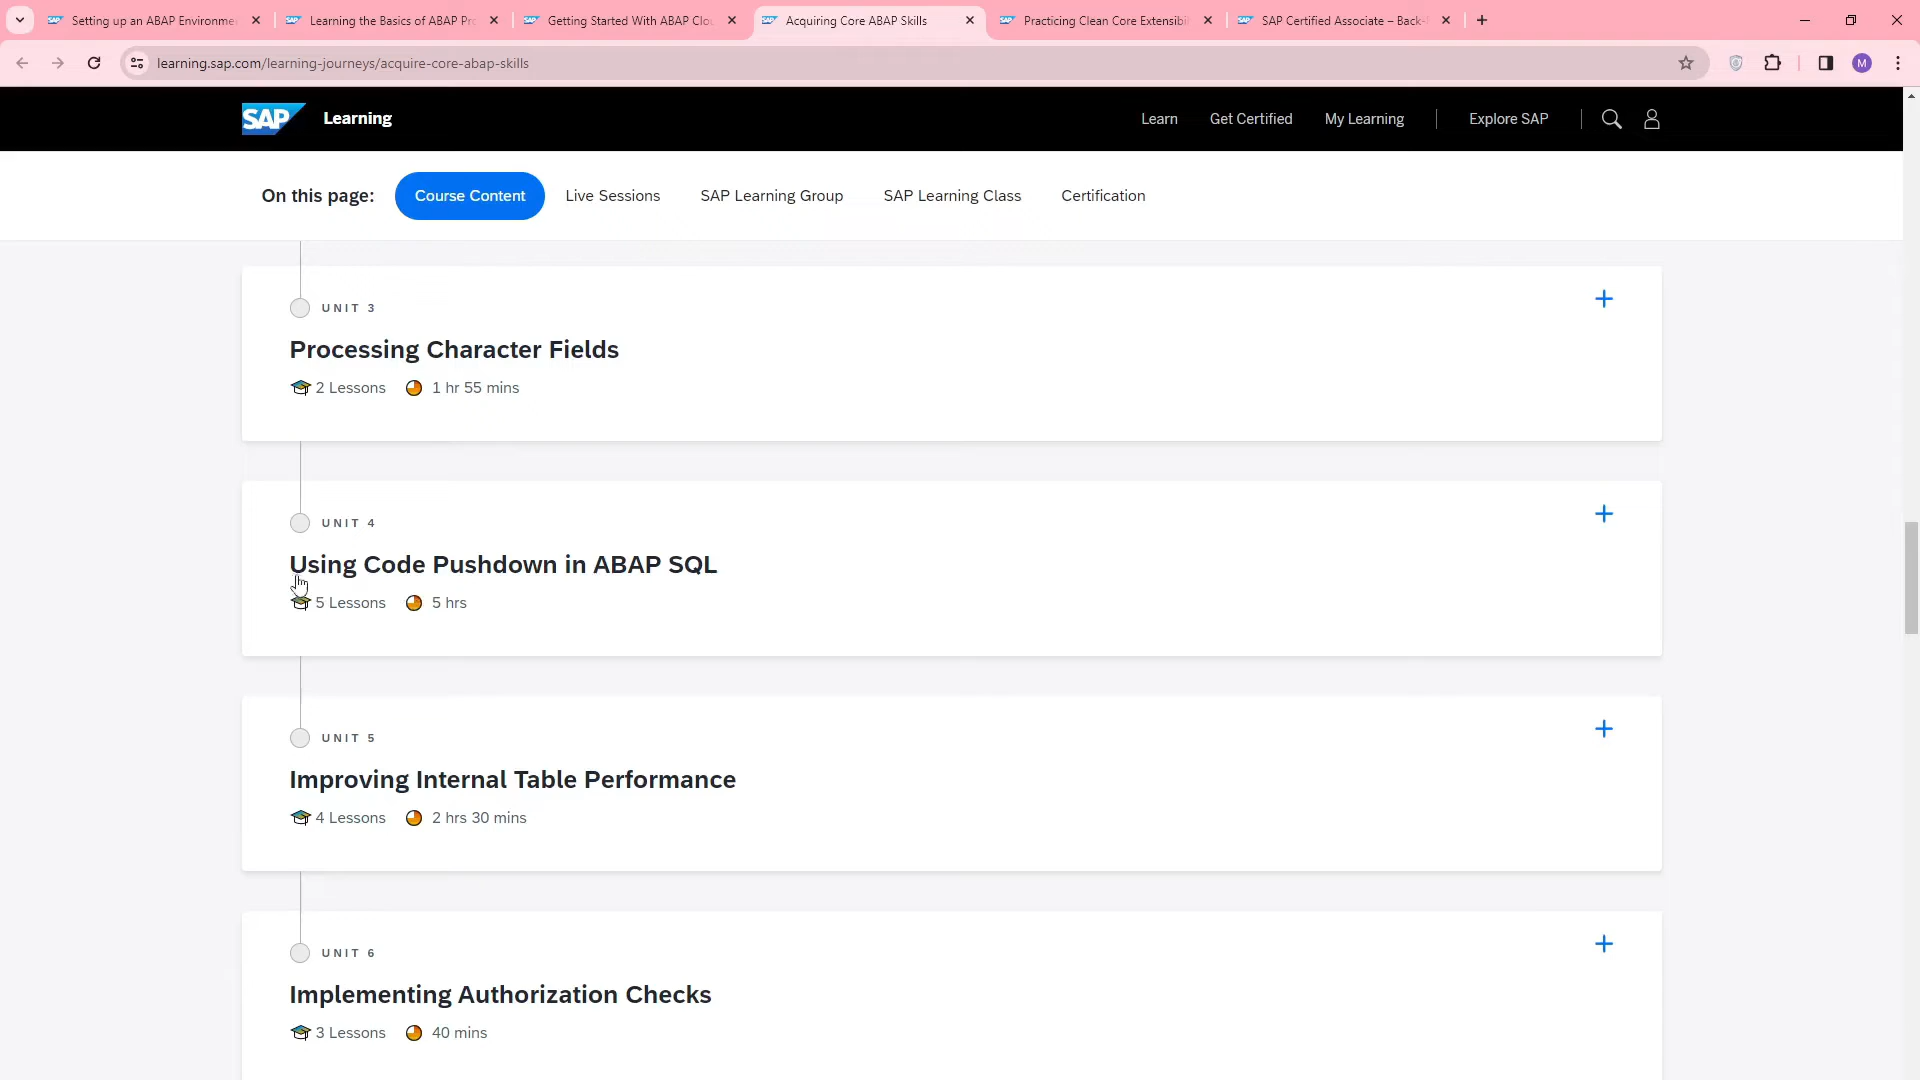 Setting up an ABAP Environme
Learning the Basics of ABAP Pro
Getting Started With ABAP Clou
Acquiring Core ABAP Skills
Practicing Clean Core Extensibil
SAP Certified Associate – Back-
learning.sap.com/learning-journeys/acquire-core-abap-skills
M
SAP Learning
Learn
Get Certified
My Learning
Explore SAP
On this page:
Course Content
Live Sessions
SAP Learning Group
SAP Learning Class
Certification
UNIT 3
Processing Character Fields
2 Lessons 1 hr 55 mins
UNIT 4
Using Code Pushdown in ABAP SQL
5 Lessons 5 hrs
UNIT 5
Improving Internal Table Performance
4 Lessons 2 hrs 30 mins
UNIT 6
Implementing Authorization Checks
3 Lessons 40 mins